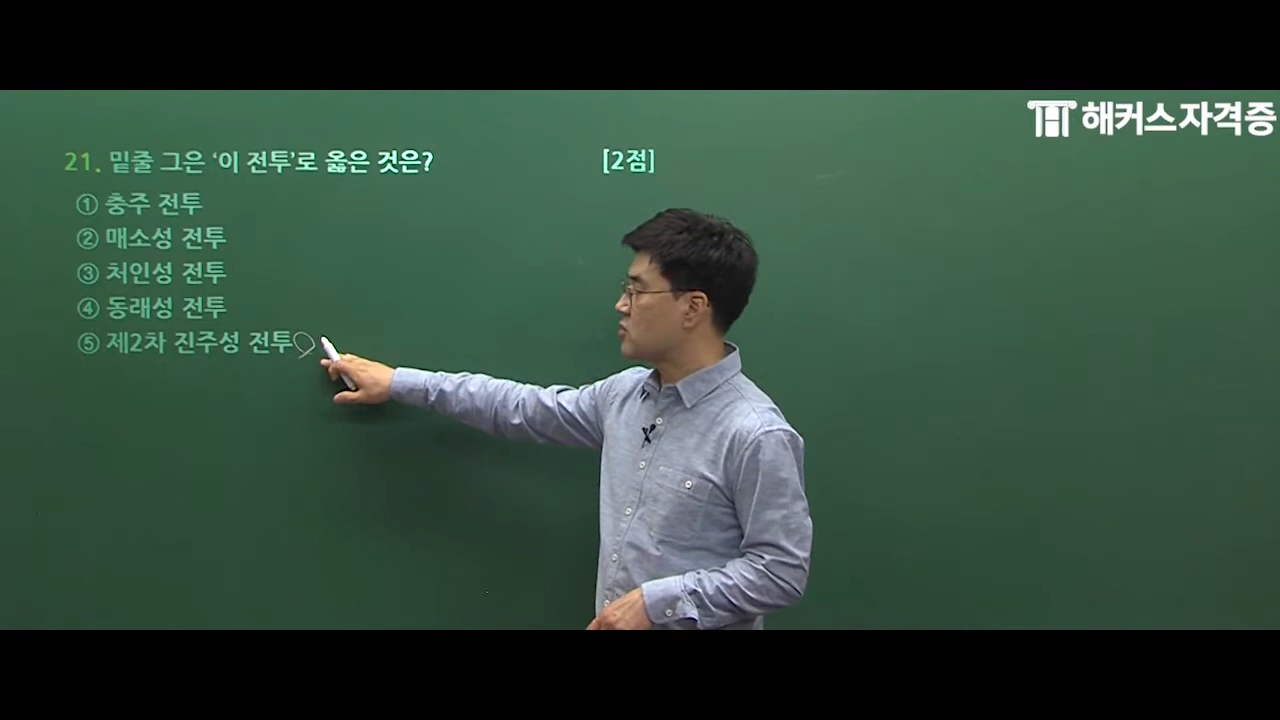 해커스자격증
21. 밑줄 그은 ‘이 전투’로 옳은 것은? [2점]
① 충주 전투
② 매소성 전투
③ 처인성 전투
④ 동래성 전투
⑤ 제2차 진주성 전투